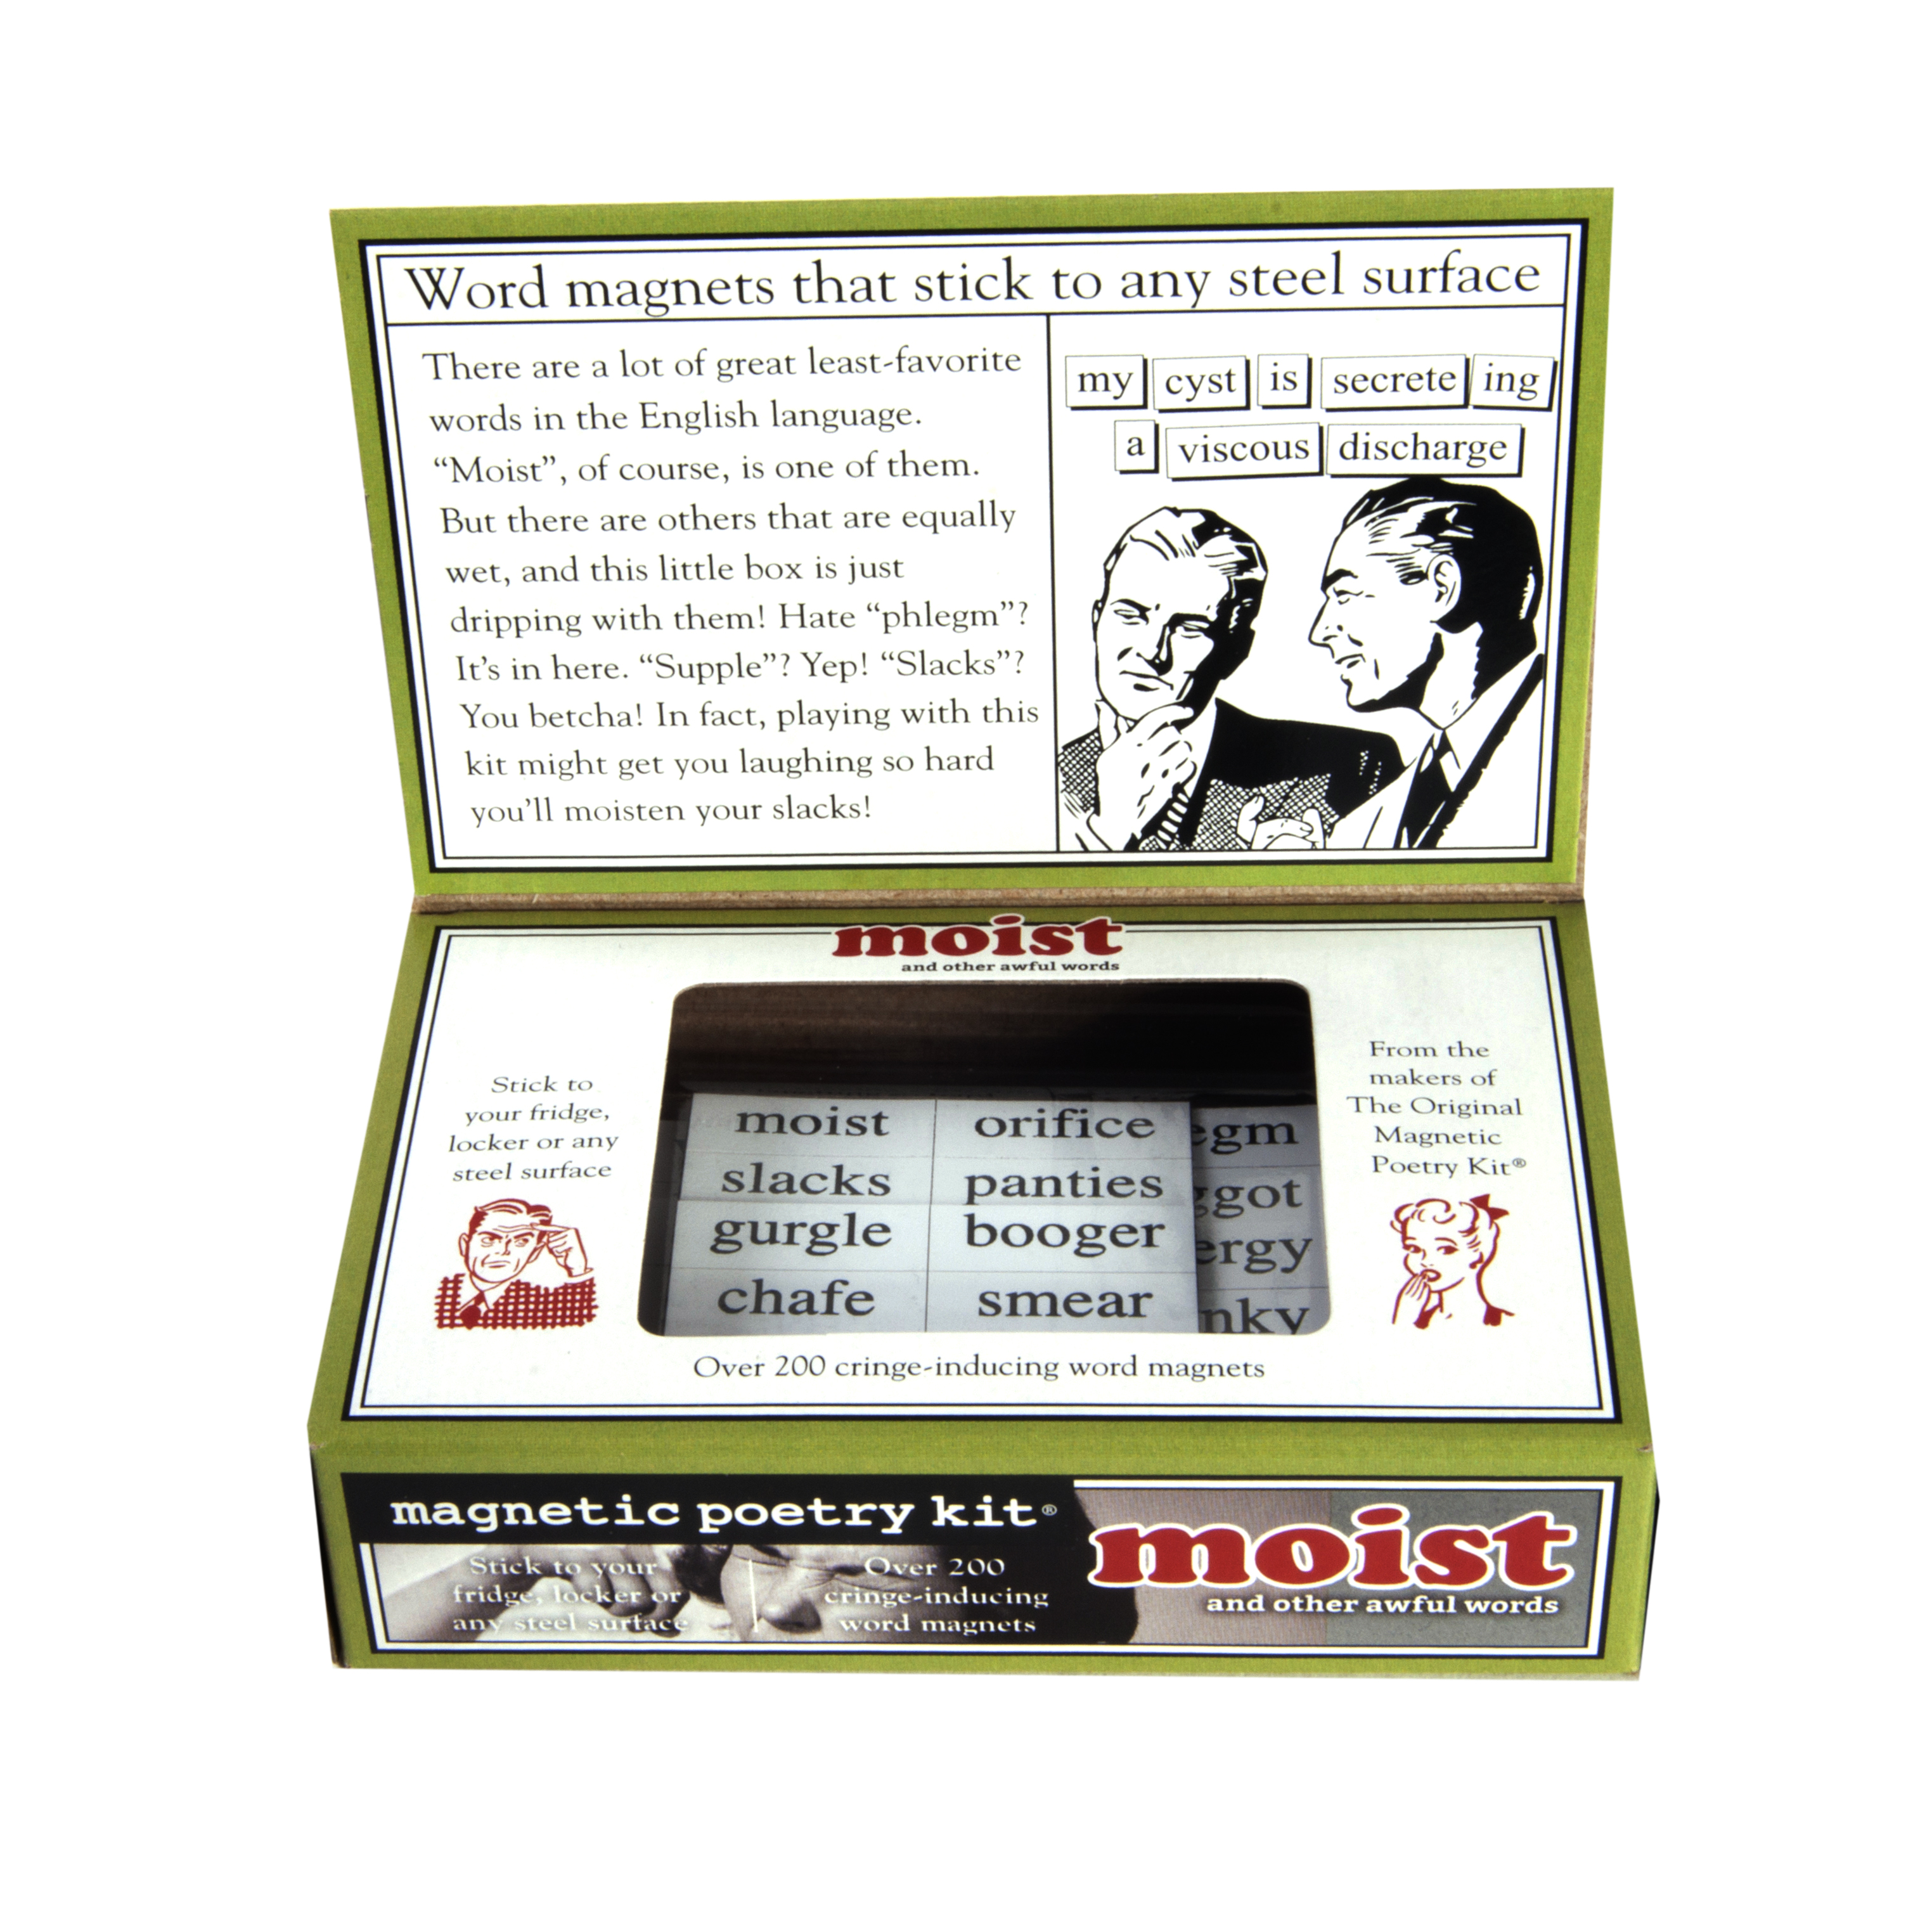 Word magnets that stick to any steel surface
There are a lot of great least-favorite
words in the English language.
“Moist”, of course, is one of them.
But there are others that are equally
wet, and this little box is just
dripping with them! Hate “phlegm”?
It’s in here. “Supple”? Yep! “Slacks”?
You betcha! In fact, playing with this
kit might get you laughing so hard
you’ll moisten your slacks!
my cyst is secrete ing
a viscous discharge
moist
and other awful words
Stick to
your fridge,
locker or any
steel surface
moist orifice egm
slacks panties ggot
gurgle booger ergy
chafe smear nky
From the
makers of
The Original
Magnetic
Poetry Kit®
Over 200 cringe-inducing word magnets
magnetic poetry kit®
Stick to your
fridge, locker or
any steel surface
Over 200
cringe-inducing
word magnets
moist
and other awful words